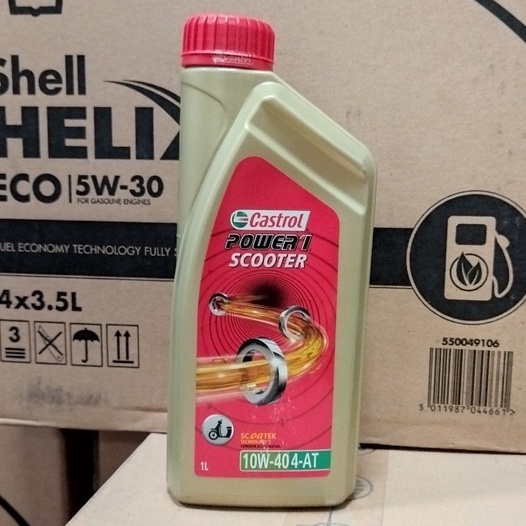 Shell
HELIX
ECO 5W-30
FOR GASOLINE ENGINES
FUEL ECONOMY TECHNOLOGY FULLY
4x3.5L
3
550049106
5 011987 044661 >
Castrol
POWER 1
SCOOTER
SCOOTEK
TECHNOLOGY
1L
10W-40 4-AT